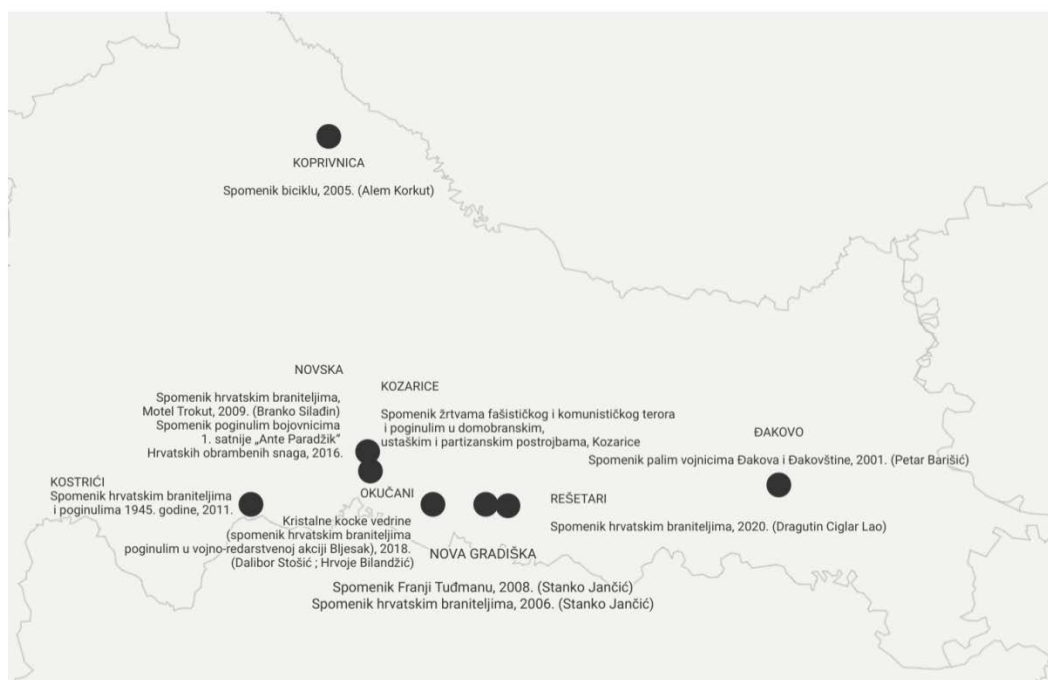 KOPRIVNICA
Spomenik biciklu, 2005. (Alem Korkut)
NOVSKA
Spomenik hrvatskim braniteljima,
Motel Trokut, 2009. (Branko Silađin)
Spomenik poginulim bojovnicima
1. satnije „Ante Paradžik“
Hrvatskih obrambenih snaga, 2016.
KOZARICE
Spomenik žrtvama fašističkog i komunističkog terora
i poginulim u domobranskim,
ustaškim i partizanskim postrojbama, Kozarice
ĐAKOVO
Spomenik palim vojnicima Đakova i Đakovštine, 2001. (Petar Barišić)
KOSTRIĆI
Spomenik hrvatskim braniteljima
i poginulima 1945. godine, 2011.
OKUČANI
Kristalne kocke vedrine
(spomenik hrvatskim braniteljima
poginulim u vojno-redarstvenoj akciji Bljesak), 2018.
(Dalibor Stošić ; Hrvoje Bilandžić)
REŠETARI
Spomenik hrvatskim braniteljima, 2020. (Dragutin Ciglar Lao)
NOVA GRADIŠKA
Spomenik Franji Tuđmanu, 2008. (Stanko Jančić)
Spomenik hrvatskim braniteljima, 2006. (Stanko Jančić)